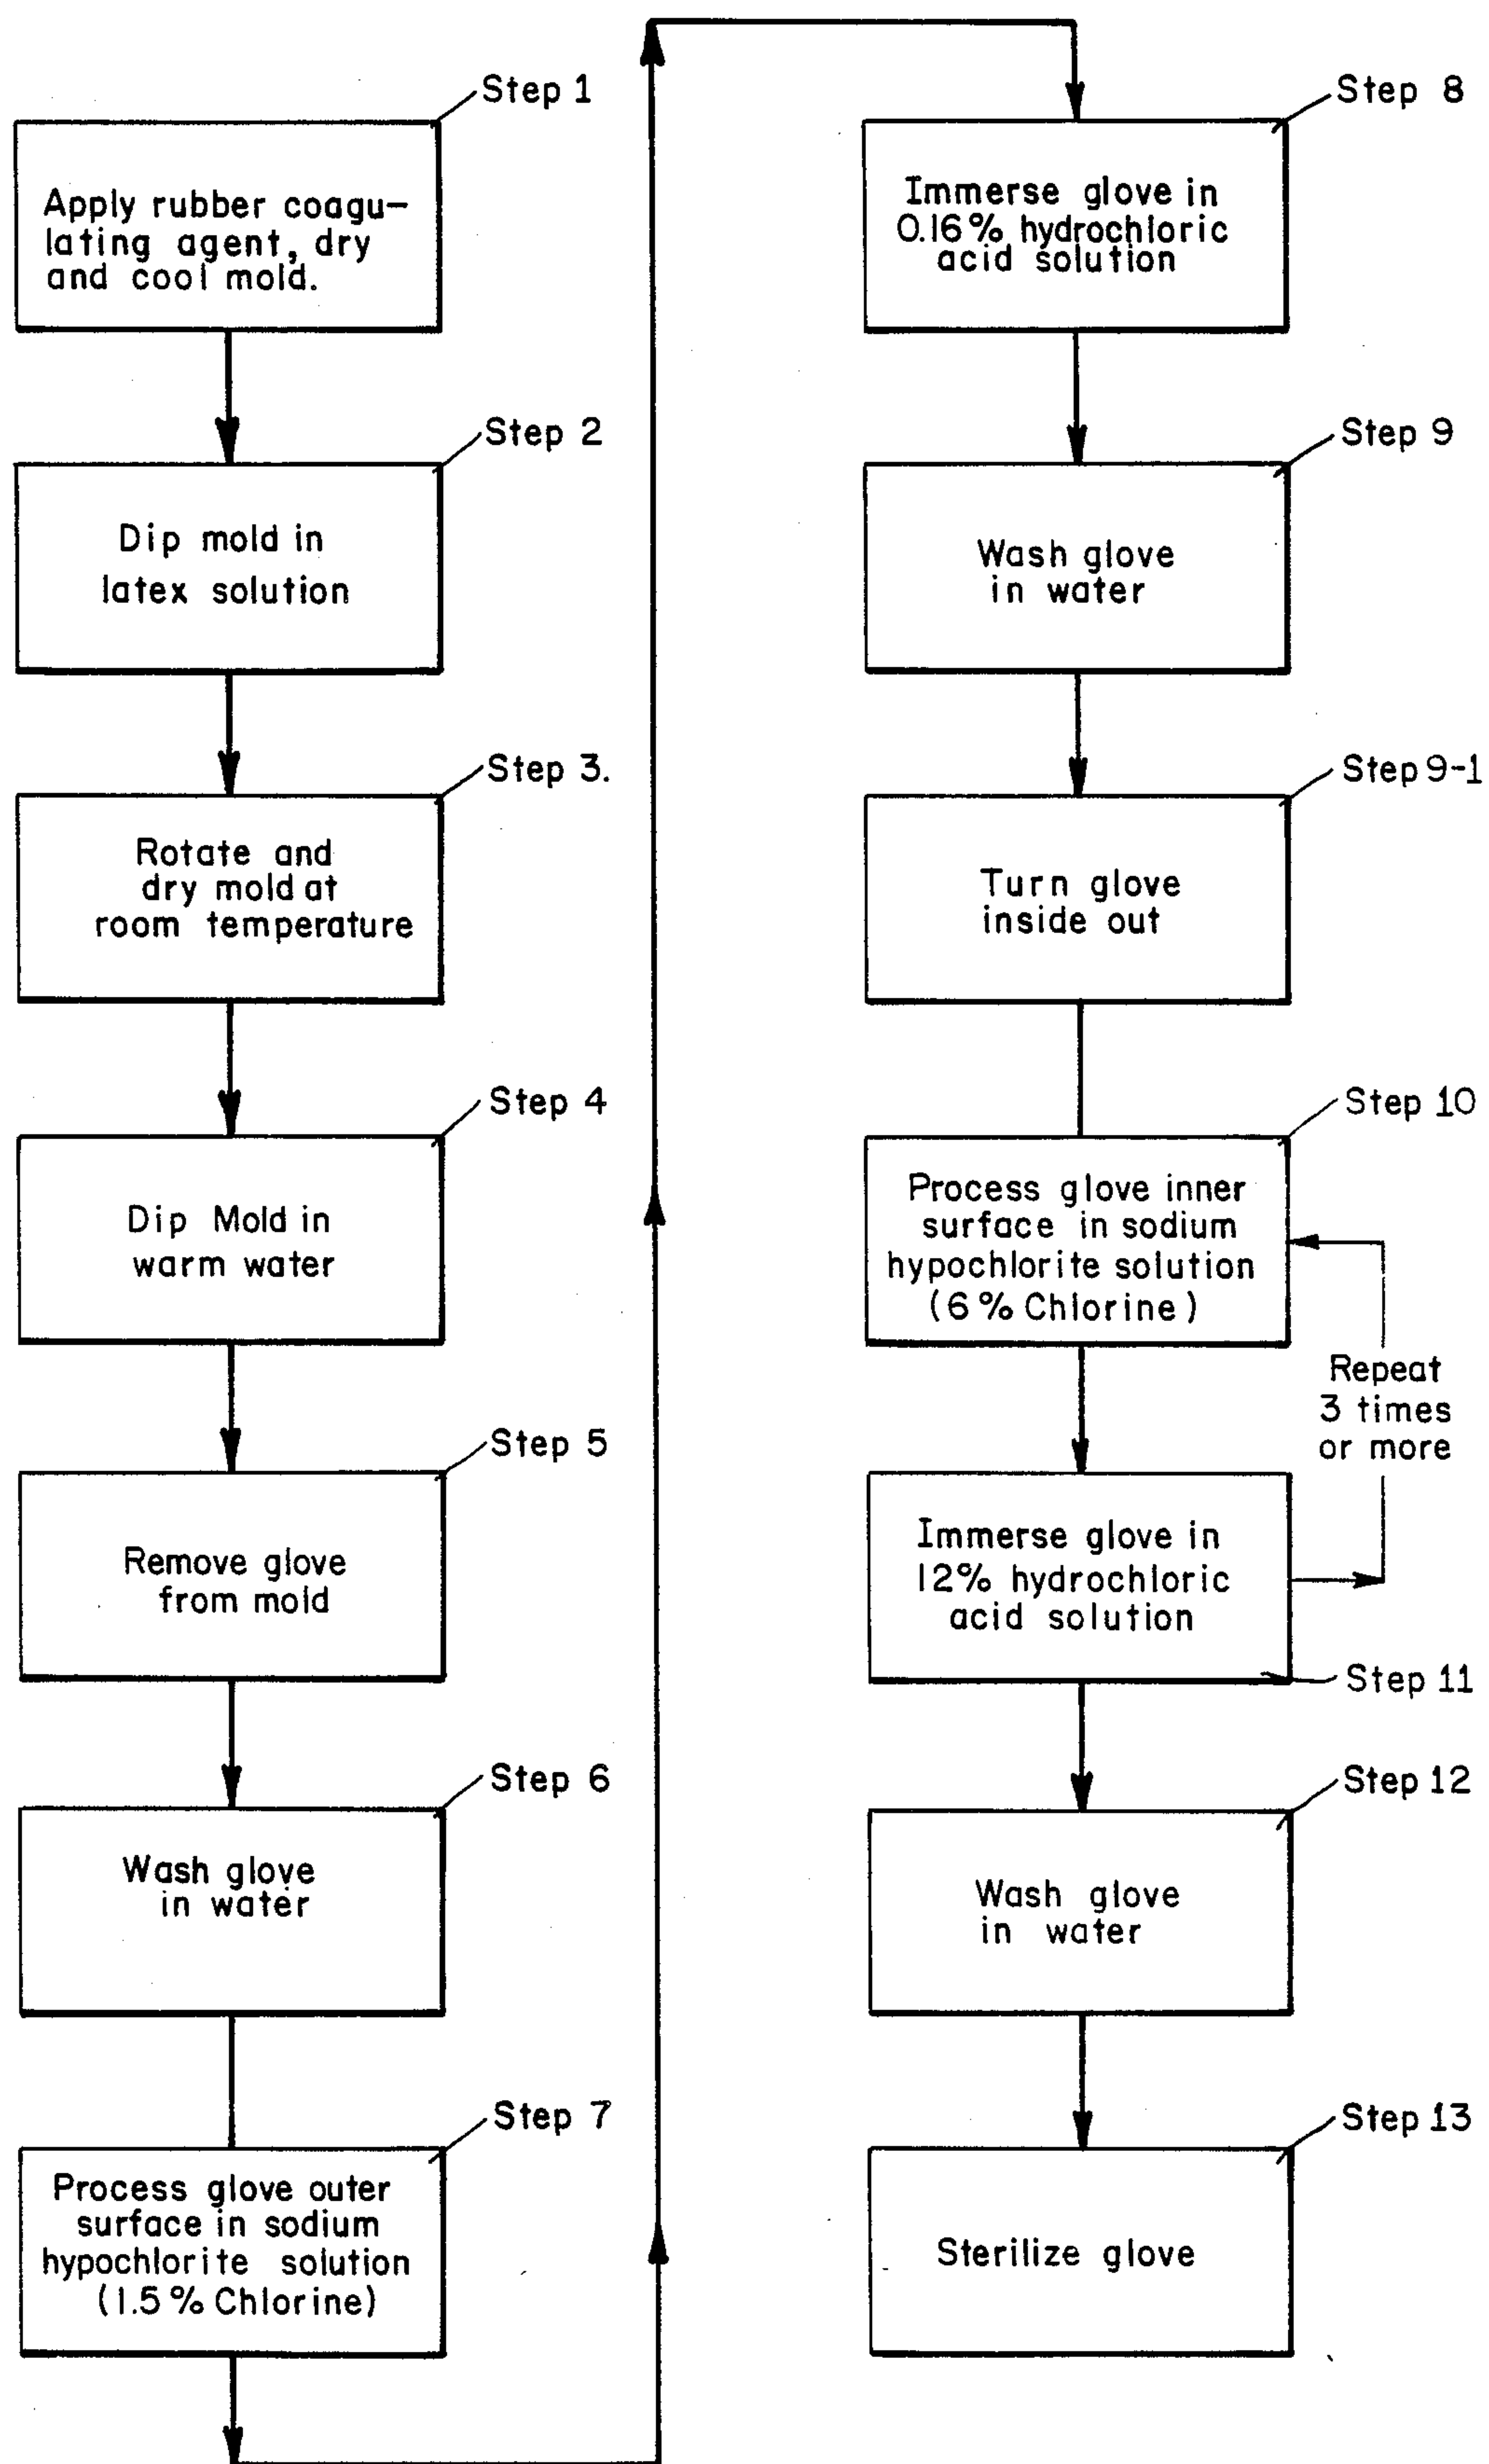 Step 1
Apply rubber coagu-
lating agent, dry
and cool mold.
Step 2
Dip mold in
latex solution
Step 3.
Rotate and
dry mold at
room temperature
Step 4
Dip Mold in
warm water
Step 5
Remove glove
from mold
Step 6
Wash glove
in water
Step 7
Process glove outer
surface in sodium
hypochlorite solution
(1.5% Chlorine)
Step 8
Immerse glove in
0.16% hydrochloric
acid solution
Step 9
Wash glove
in water
Step 9-1
Turn glove
inside out
Step 10
Process glove inner
surface in sodium
hypochlorite solution
(6% Chlorine)
Repeat
3 times
or more
Immerse glove in
12% hydrochloric
acid solution
Step 11
Step 12
Wash glove
in water
Step 13
Sterilize glove